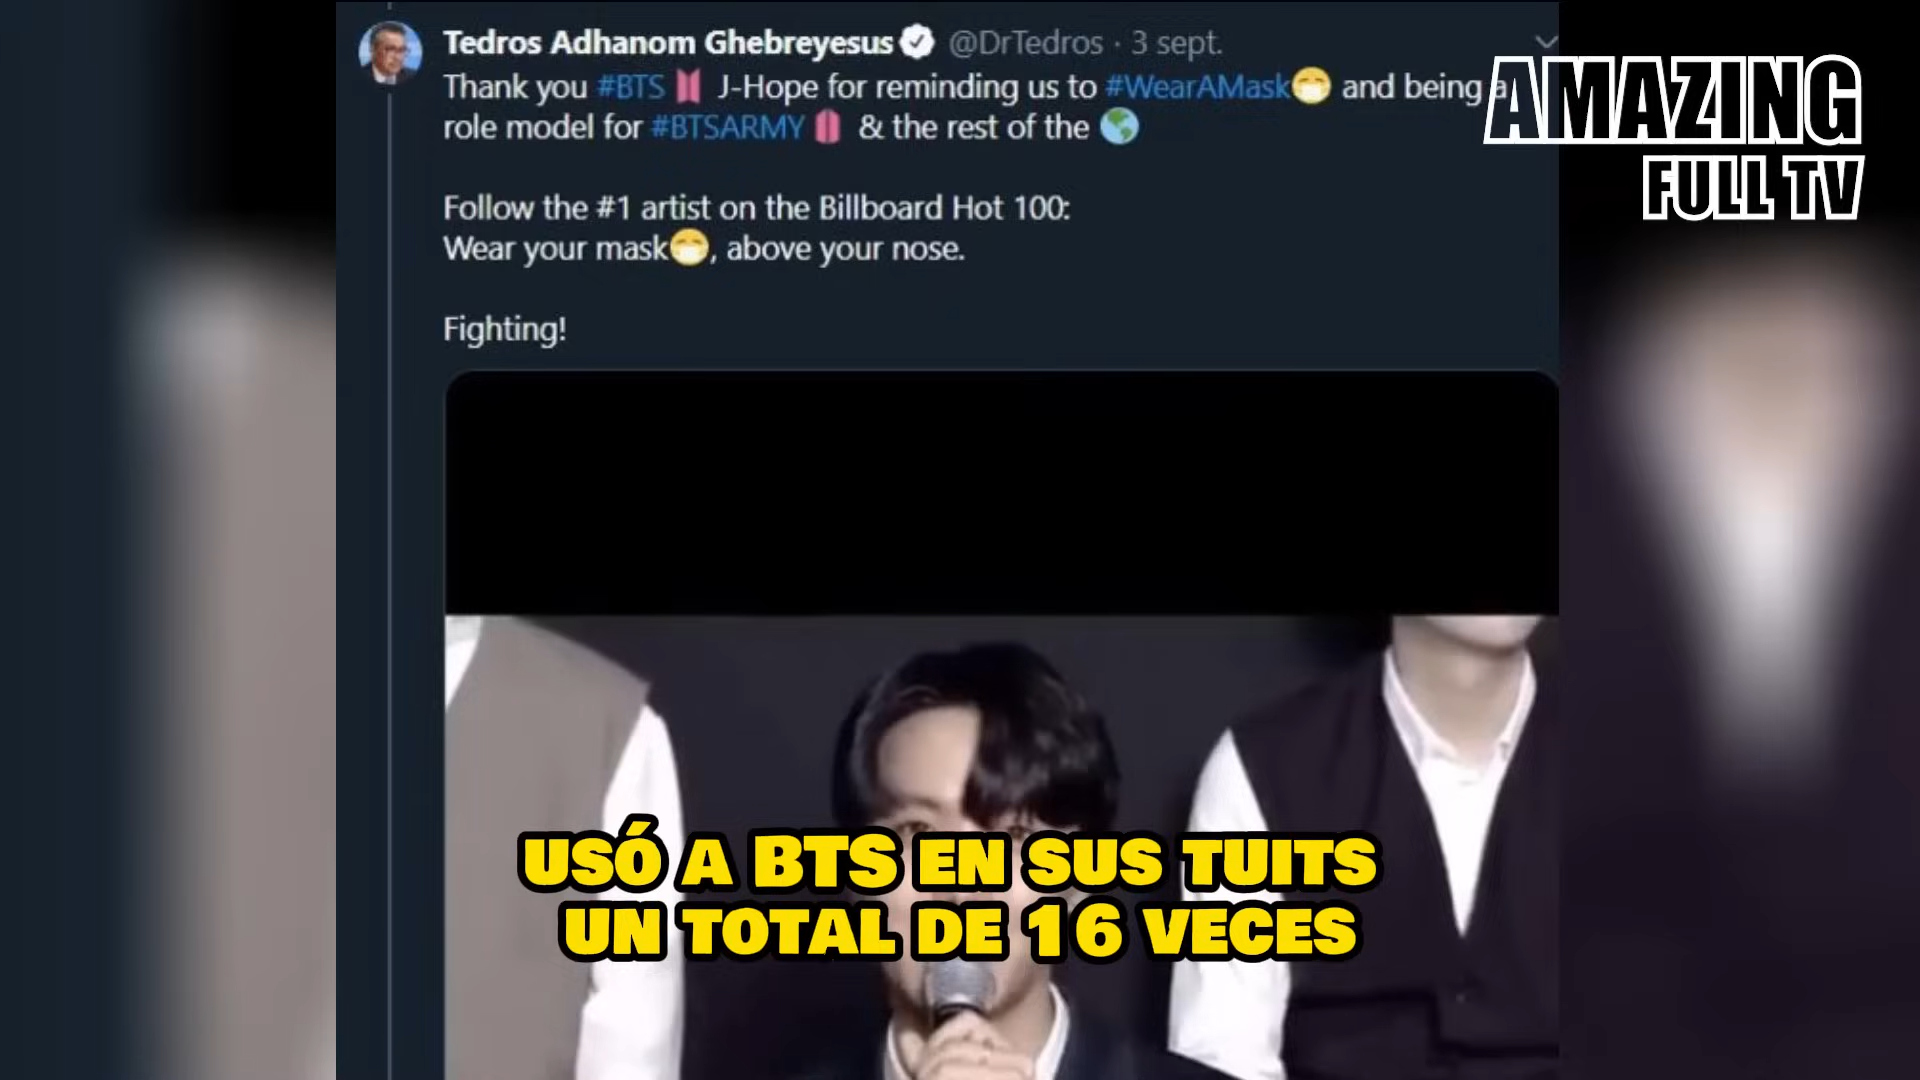 Tedros Adhanom Ghebreyesus @DrTedros · 3 sept.
Thank you #BTS J-Hope for reminding us to #WearAMask😷 and being a
role model for #BTSARMY & the rest of the 🌎
Follow the #1 artist on the Billboard Hot 100:
Wear your mask😷, above your nose.
Fighting!
AMAZING
FULL TV
USÓ A BTS EN SUS TUITS
UN TOTAL DE 16 VECES